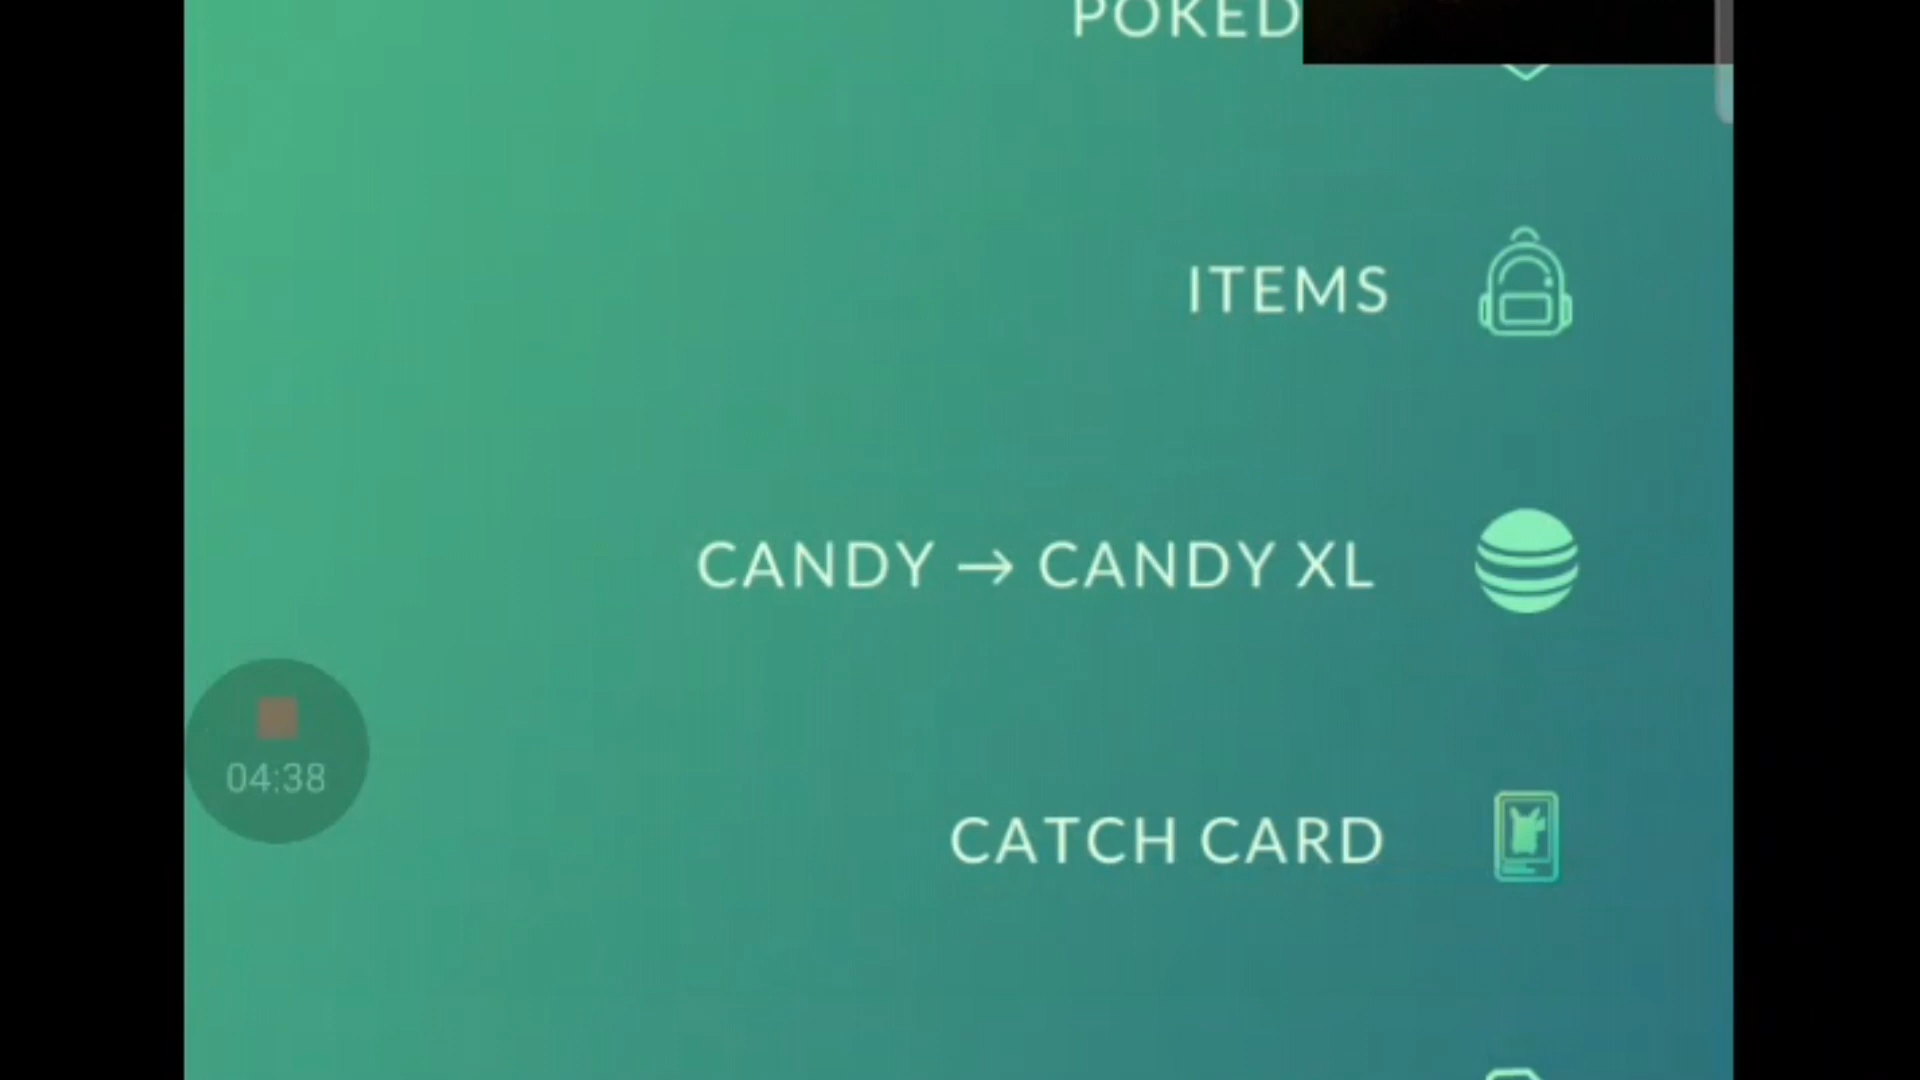 POKED
ITEMS
CANDY → CANDY XL
04:38
CATCH CARD